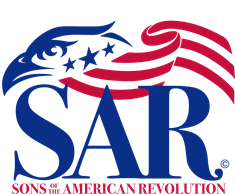 SAR
©
SONS OF THE AMERICAN REVOLUTION